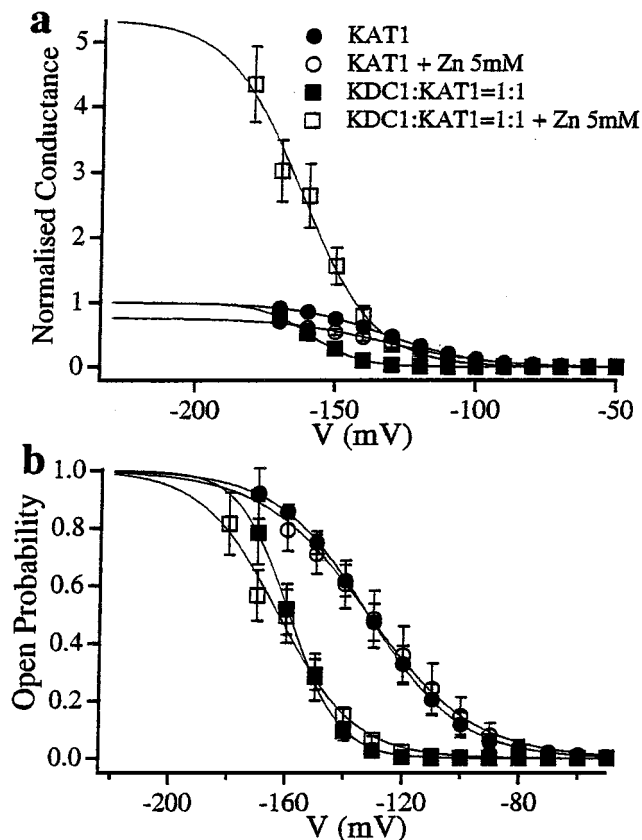 a
KAT1
KAT1 + Zn 5mM
KDC1:KAT1=1:1
KDC1:KAT1=1:1 + Zn 5mM
Normalised Conductance
5
4
3
2
1
0
-200 -150 -100 -50
V (mV)
b
Open Probability
1.0
0.8
0.6
0.4
0.2
0.0
-200 -160 -120 -80
V (mV)